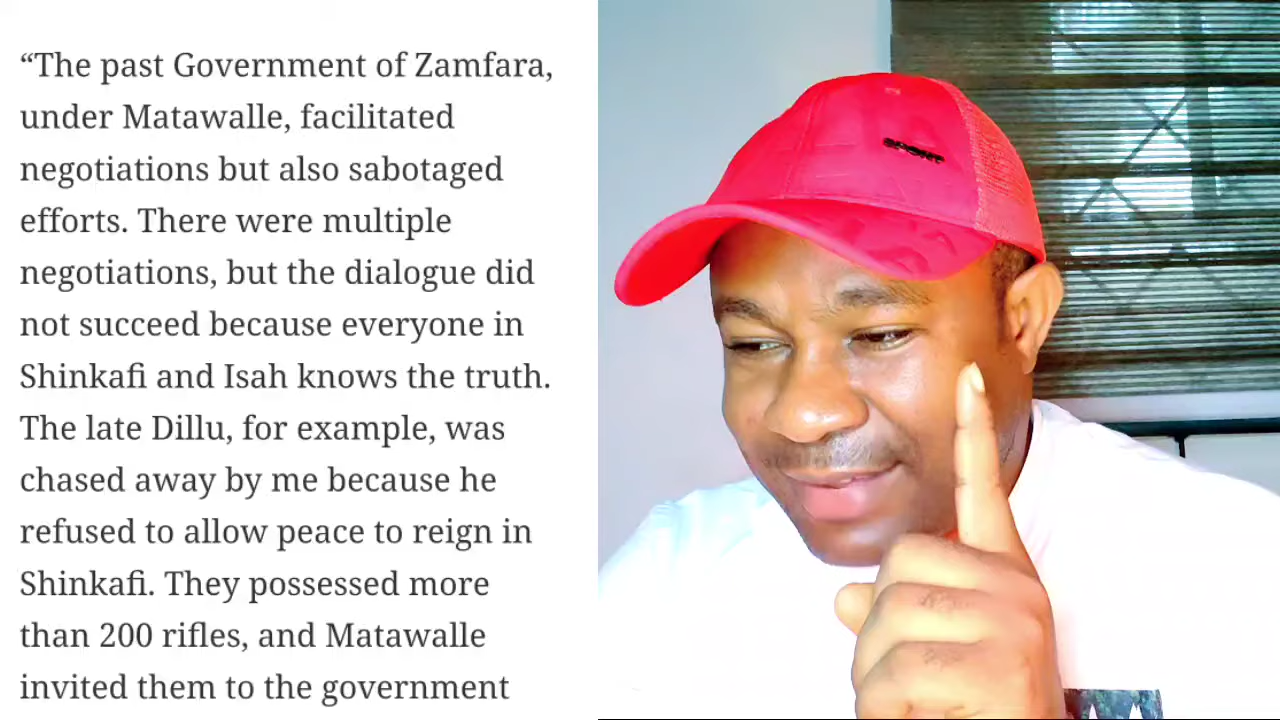 “The past Government of Zamfara,
under Matawalle, facilitated
negotiations but also sabotaged
efforts. There were multiple
negotiations, but the dialogue did
not succeed because everyone in
Shinkafi and Isah knows the truth.
The late Dillu, for example, was
chased away by me because he
refused to allow peace to reign in
Shinkafi. They possessed more
than 200 rifles, and Matawalle
invited them to the government
SPORT